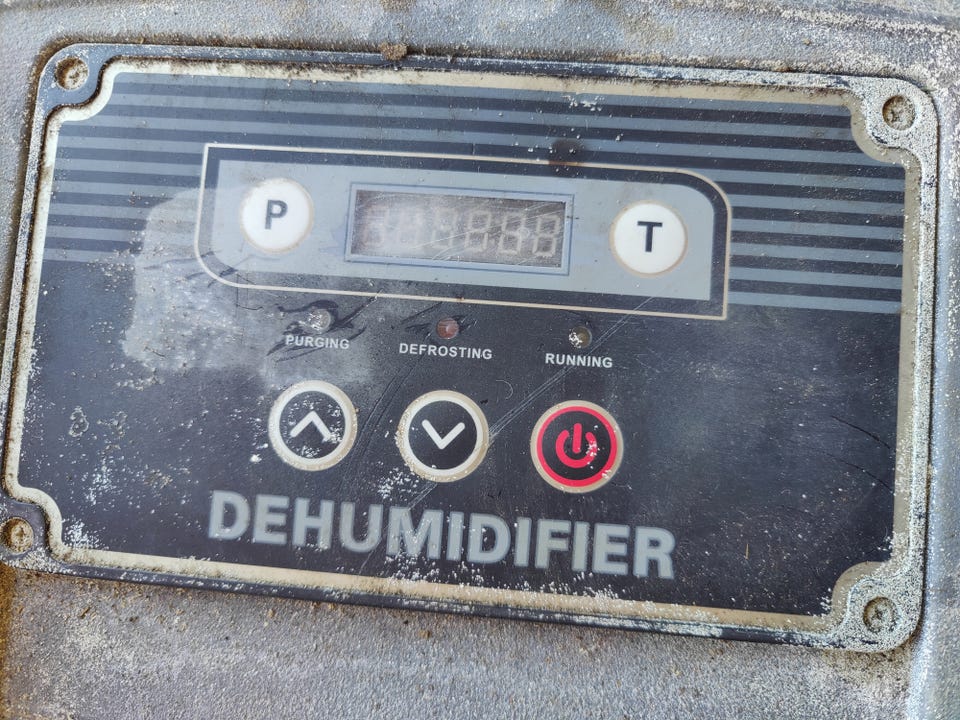 P T
PURGING DEFROSTING RUNNING
DEHUMIDIFIER